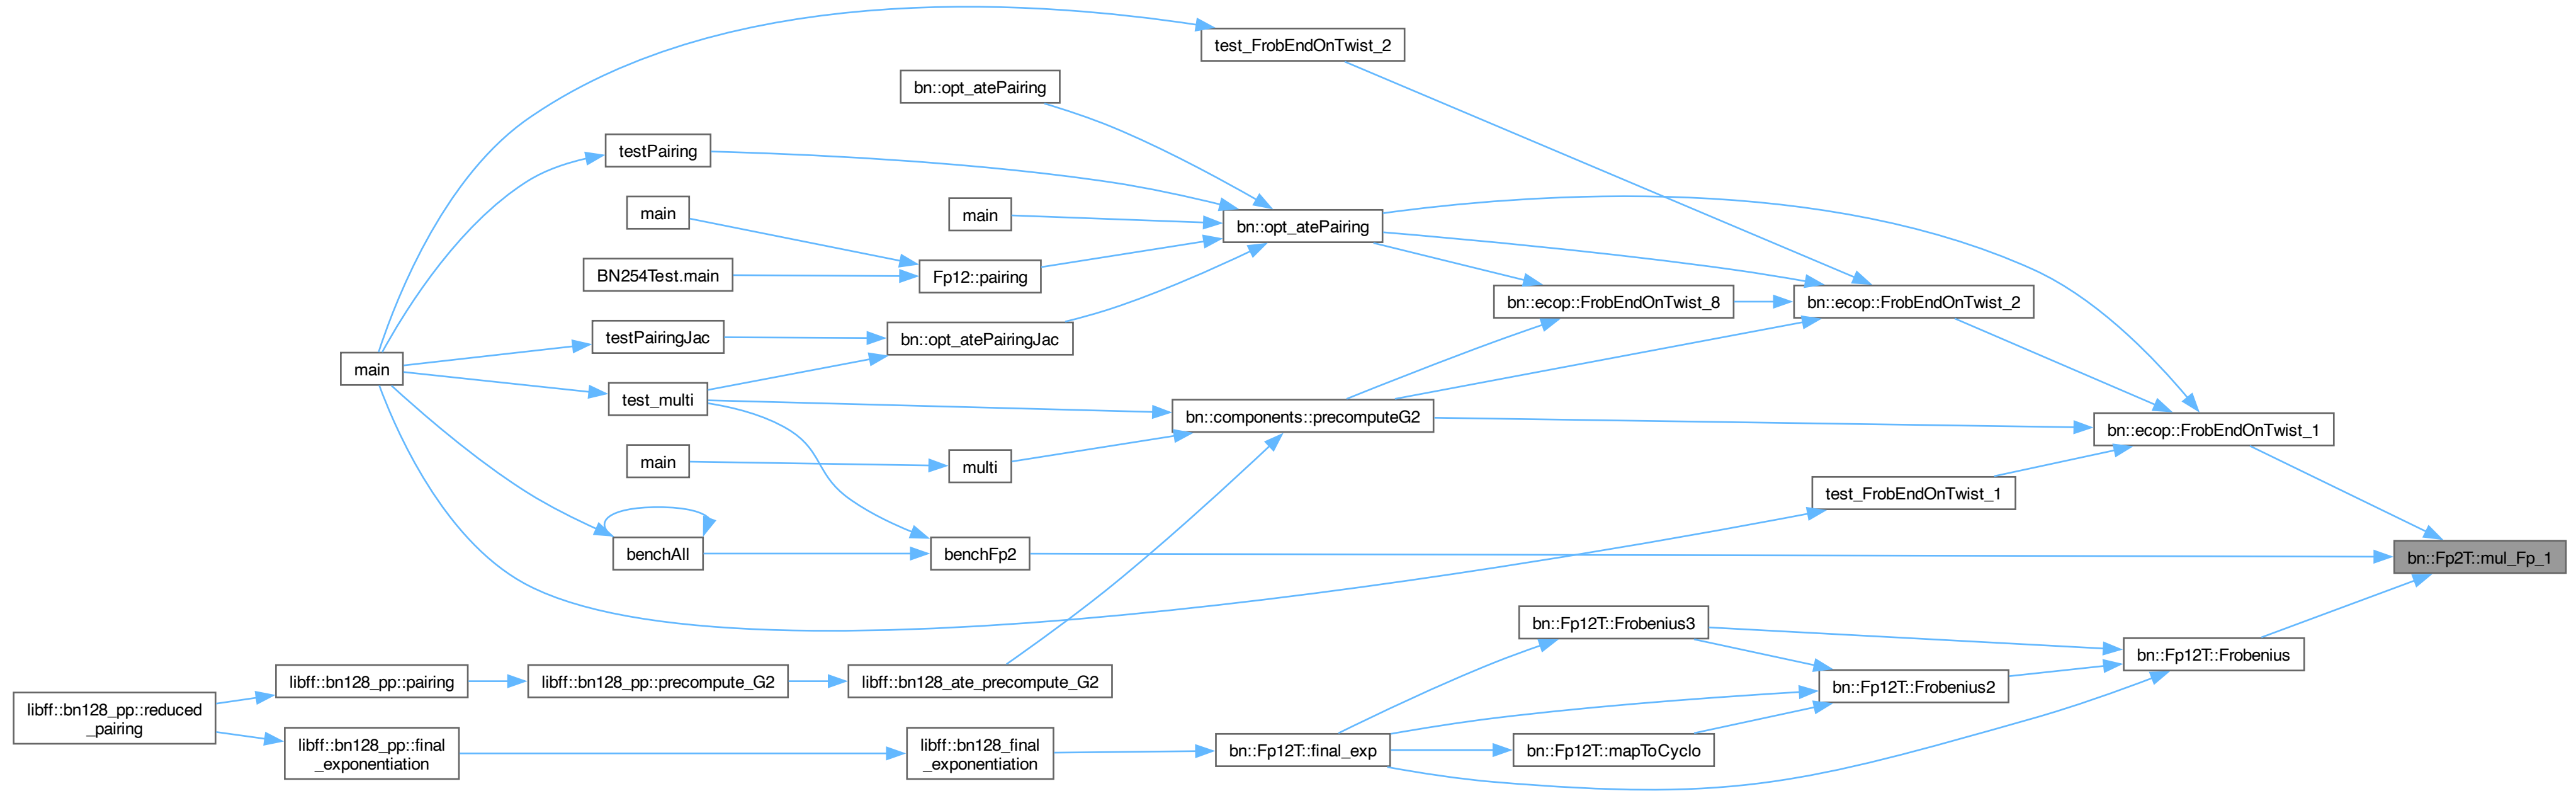 test_FrobEndOnTwist_2
bn::opt_atePairing
testPairing
main
main
bn::opt_atePairing
BN254Test.main
Fp12::pairing
bn::ecop::FrobEndOnTwist_8
bn::ecop::FrobEndOnTwist_2
testPairingJac
bn::opt_atePairingJac
main
test_multi
bn::components::precomputeG2
bn::ecop::FrobEndOnTwist_1
main
multi
test_FrobEndOnTwist_1
benchAll
benchFp2
bn::Fp2T::mul_Fp_1
bn::Fp12T::Frobenius3
bn::Fp12T::Frobenius
libff::bn128_pp::pairing
libff::bn128_pp::precompute_G2
libff::bn128_ate_precompute_G2
bn::Fp12T::Frobenius2
libff::bn128_pp::reduced
_pairing
libff::bn128_pp::final
_exponentiation
libff::bn128_final
_exponentiation
bn::Fp12T::final_exp
bn::Fp12T::mapToCyclo